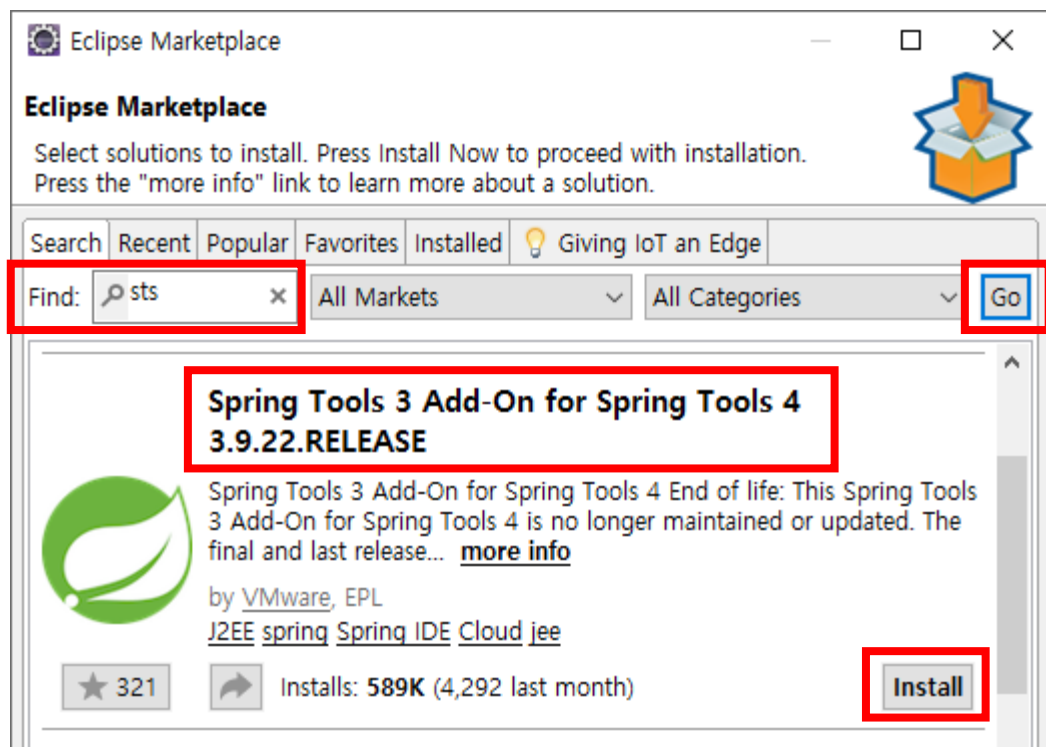 Eclipse Marketplace
Eclipse Marketplace
Select solutions to install. Press Install Now to proceed with installation.
Press the "more info" link to learn more about a solution.
Search Recent Popular Favorites Installed Giving IoT an Edge
Find: sts All Markets All Categories Go
Spring Tools 3 Add-On for Spring Tools 4
3.9.22.RELEASE
Spring Tools 3 Add-On for Spring Tools 4 End of life: This Spring Tools
3 Add-On for Spring Tools 4 is no longer maintained or updated. The
final and last release... more info
by VMware, EPL
J2EE spring Spring IDE Cloud jee
321 Installs: 589K (4,292 last month) Install